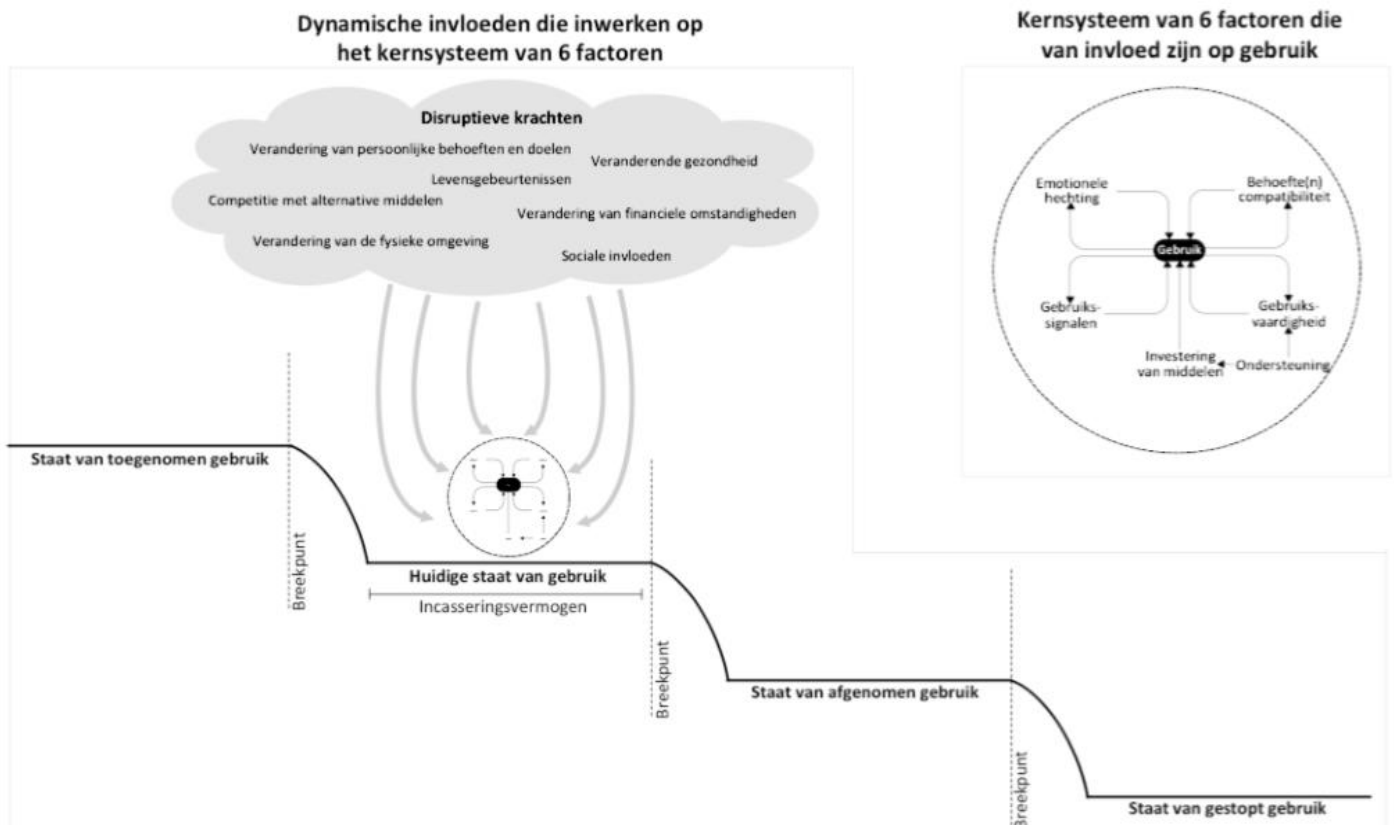 Dynamische invloeden die inwerken op
het kernsysteem van 6 factoren
Kernsysteem van 6 factoren die
van invloed zijn op gebruik
Disruptieve krachten
Verandering van persoonlijke behoeften en doelen
Veranderende gezondheid
Levensgebeurtenissen
Competitie met alternative middelen
Verandering van financiele omstandigheden
Verandering van de fysieke omgeving
Sociale invloeden
Emotionele
hechting
Behoefte(n)
compatibiliteit
Gebruik
Gebruiks-
signalen
Gebruiks-
vaardigheid
Investering
van middelen
Ondersteuning
Staat van toegenomen gebruik
Breekpunt
Huidige staat van gebruik
Incasseringsvermogen
Breekpunt
Staat van afgenomen gebruik
Breekpunt
Staat van gestopt gebruik